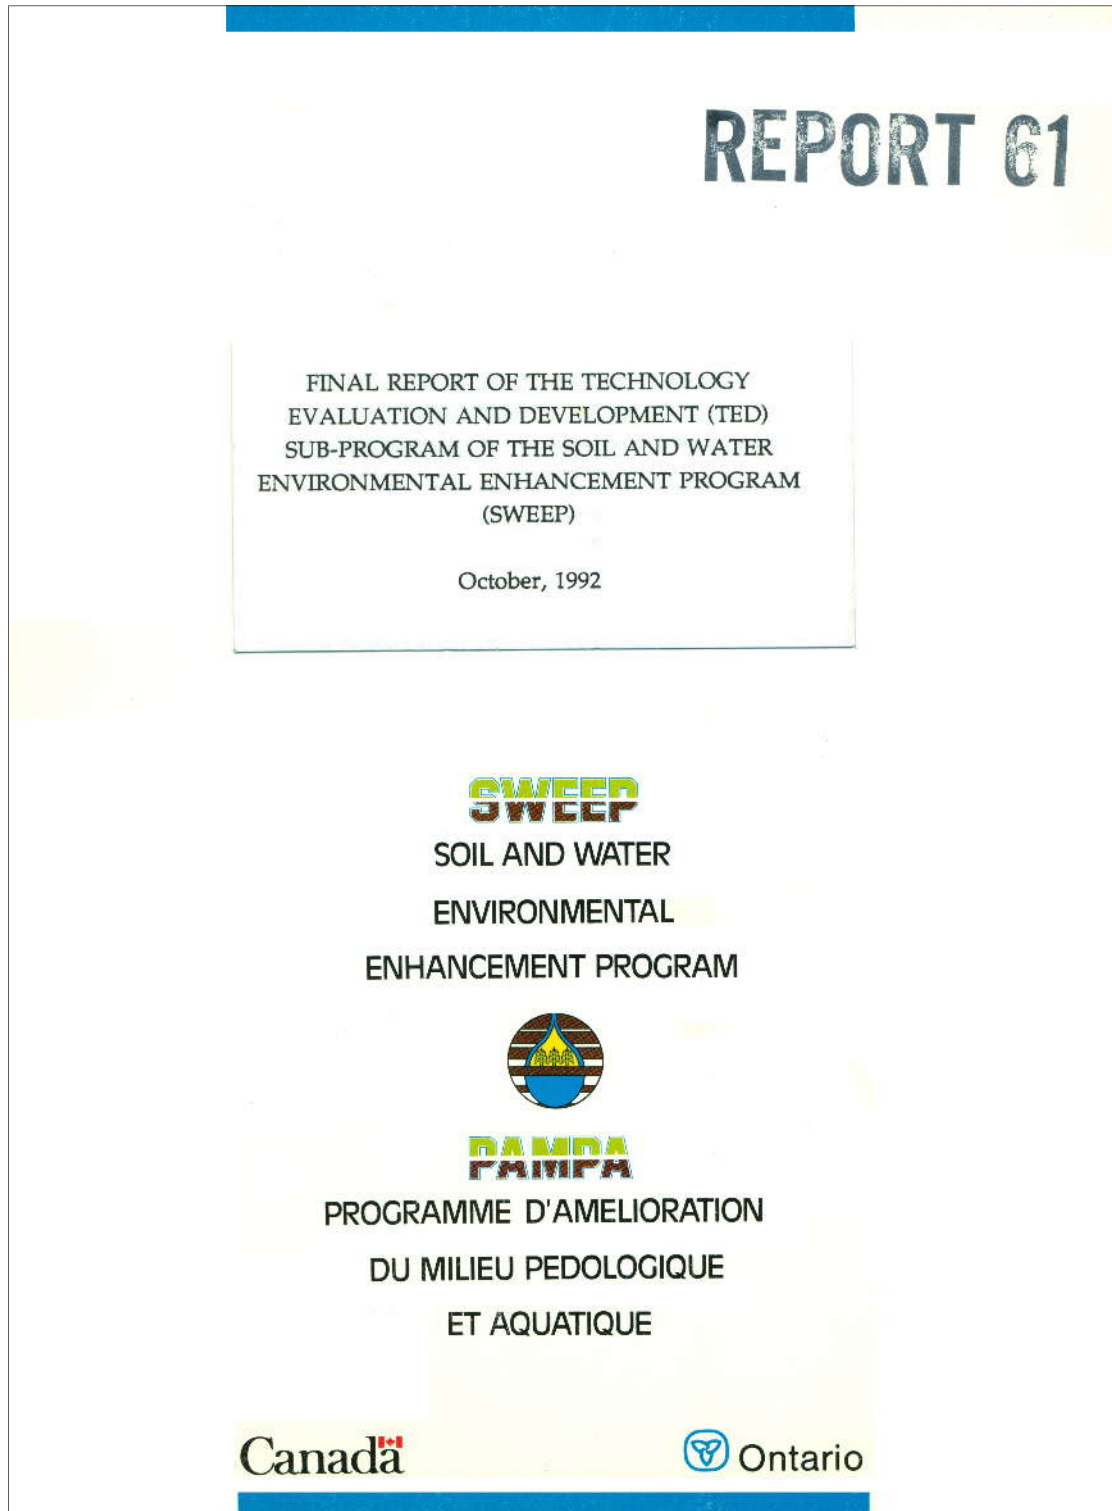 REPORT 61
FINAL REPORT OF THE TECHNOLOGY
EVALUATION AND DEVELOPMENT (TED)
SUB-PROGRAM OF THE SOIL AND WATER
ENVIRONMENTAL ENHANCEMENT PROGRAM
(SWEEP)
October, 1992
SWEEP
SOIL AND WATER
ENVIRONMENTAL
ENHANCEMENT PROGRAM
PAMPA
PROGRAMME D'AMELIORATION
DU MILIEU PEDOLOGIQUE
ET AQUATIQUE
Canada
Ontario